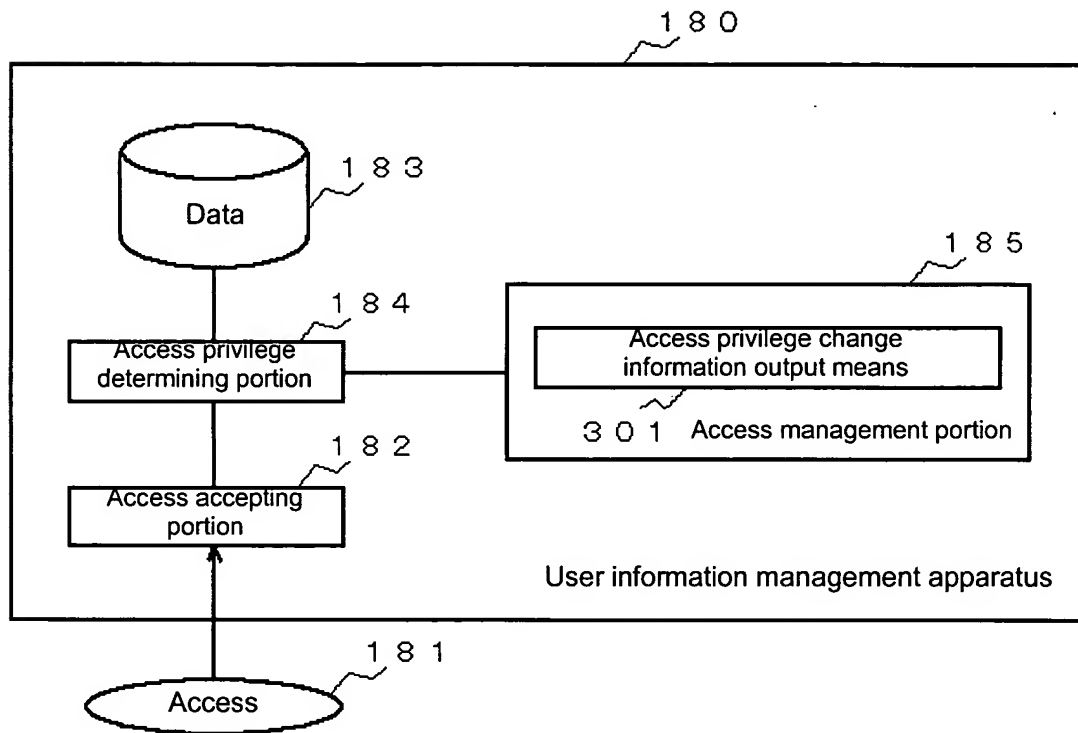 180
183
Data
185
184
Access privilege
determining portion
Access privilege change
information output means
301
Access management portion
182
Access accepting
portion
User information management apparatus
181
Access